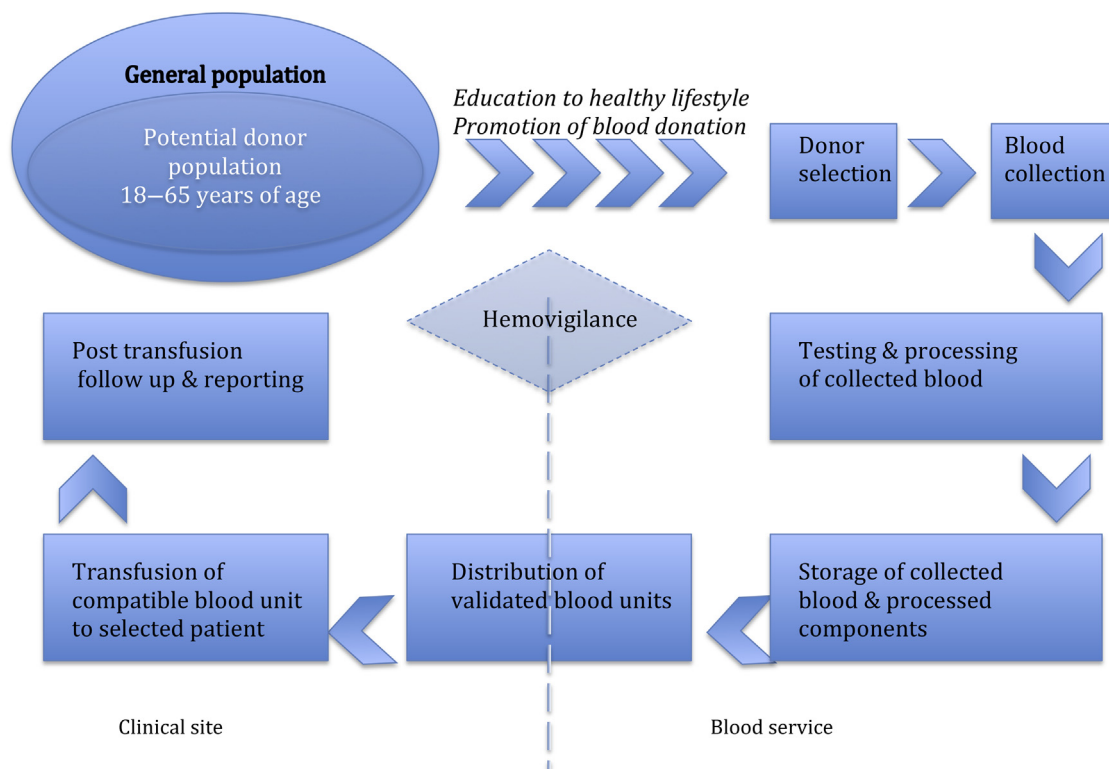 General population
Potential donor
population
18–65 years of age
Education to healthy lifestyle
Promotion of blood donation
Donor
selection
Blood
collection
Hemovigilance
Testing & processing
of collected blood
Storage of collected
blood & processed
components
Distribution of
validated blood units
Transfusion of
compatible blood unit
to selected patient
Post transfusion
follow up & reporting
Clinical site
Blood service